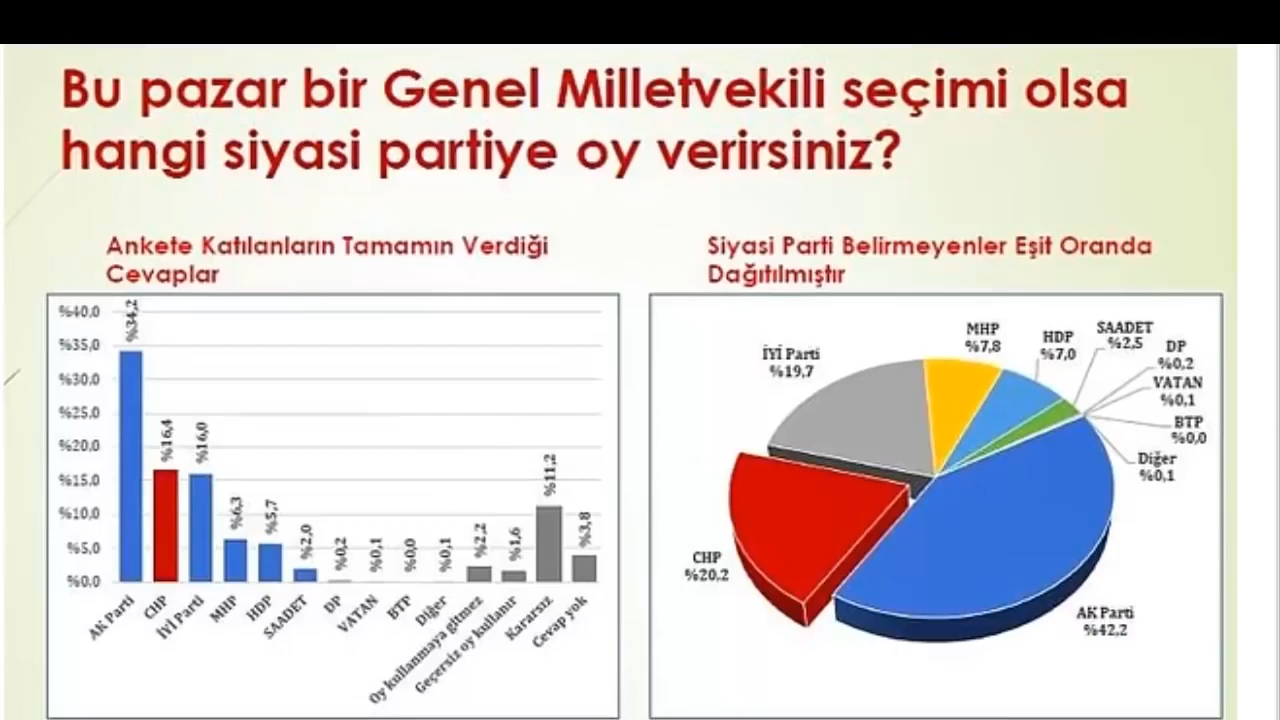 Bu pazar bir Genel Milletvekili seçimi olsa
hangi siyasi partiye oy verirsiniz?
Ankete Katılanların Tamamın Verdiği
Cevaplar
%40,0
%35,0
%30,0
%25,0
%20,0
%15,0
%10,0
%5,0
%0,0
%34,2
%16,4
%16,0
%6,3
%5,7
%2,0
%0,2
%0,1
%0,0
%0,1
%2,2
%1,6
%11,2
%3,8
AK Parti
CHP
İYİ Parti
MHP
HDP
SAADET
DP
VATAN
BTP
Diğer
Oy kullanmaya gitmez
Geçersiz oy kullanır
Kararsız
Cevap yok
Siyasi Parti Belirmeyenler Eşit Oranda
Dağıtılmıştır
İYİ Parti
%19,7
MHP
%7,8
HDP
%7,0
SAADET
%2,5
DP
%0,2
VATAN
%0,1
BTP
%0,0
Diğer
%0,1
CHP
%20,2
AK Parti
%42,2